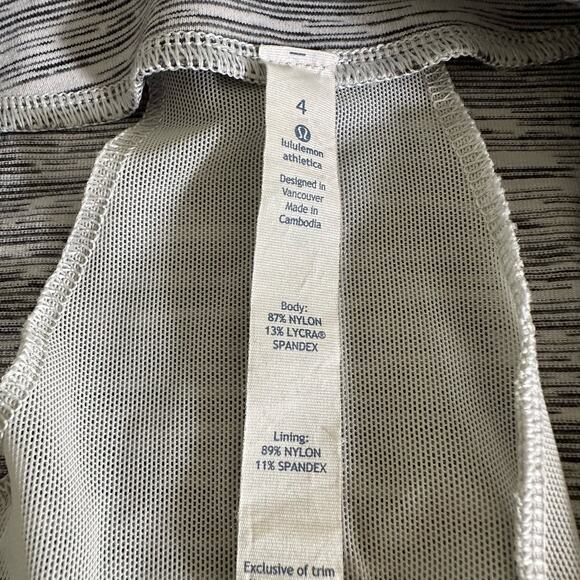 4
lululemon
athletica
Designed in
Vancouver
Made in
Cambodia
Body:
87% NYLON
13% LYCRA®
SPANDEX
Lining:
89% NYLON
11% SPANDEX
Exclusive of trim